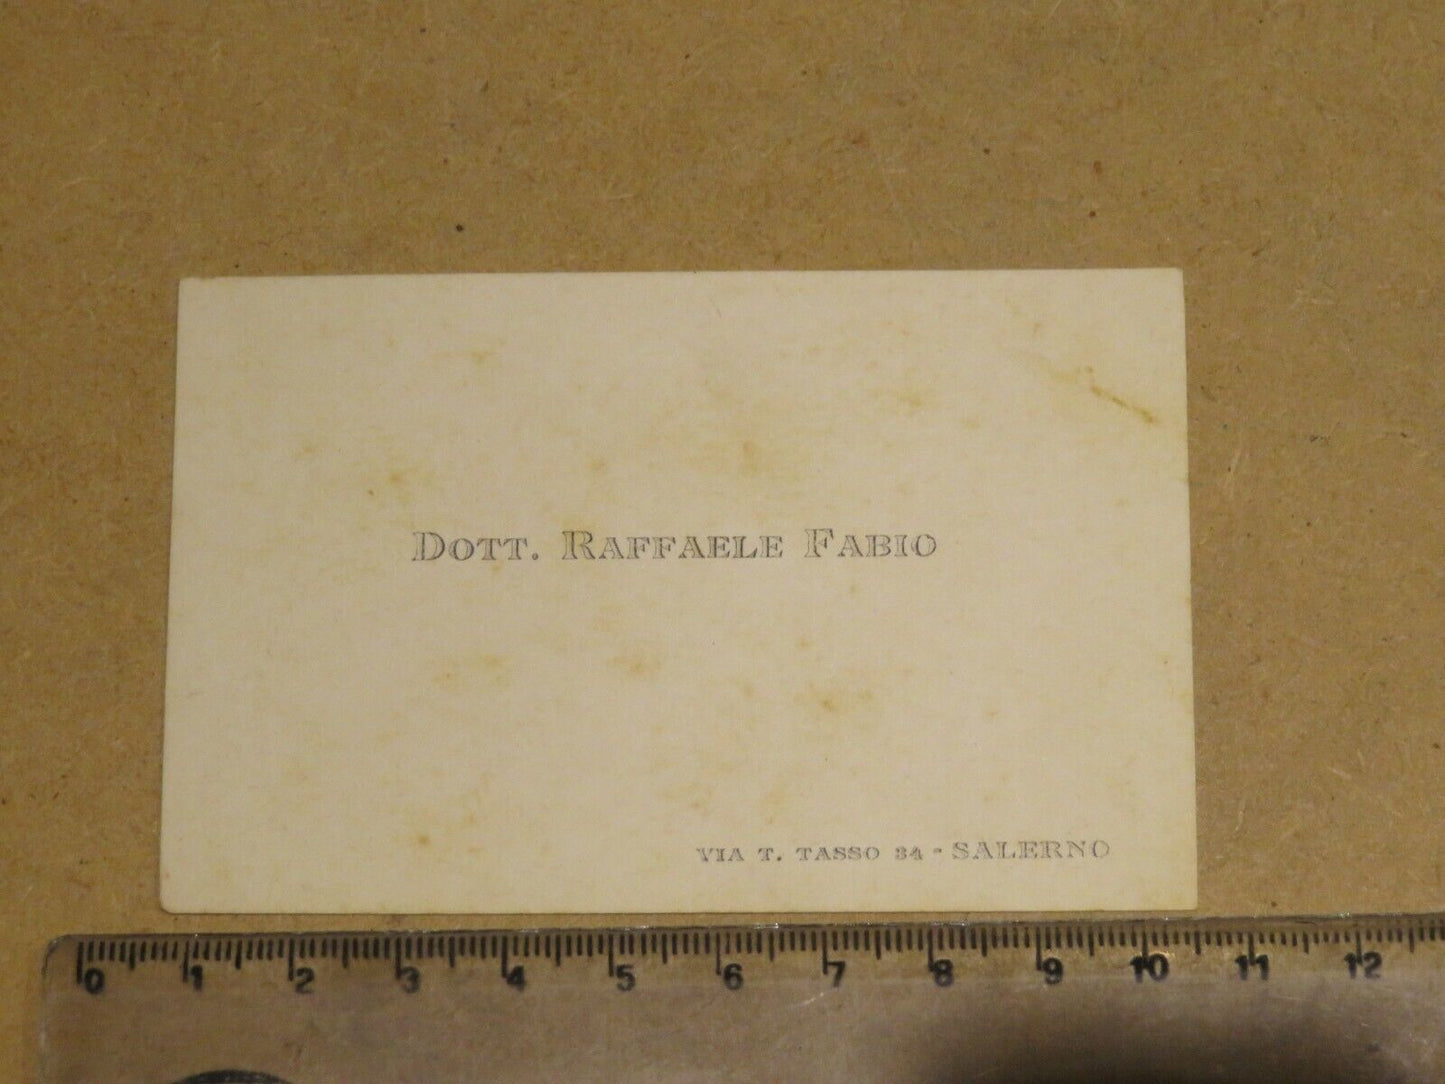 Dott. Raffaele Fabio
VIA T. TASSO 34 - SALERNO
0 1 2 3 4 5 6 7 8 9 10 11 12